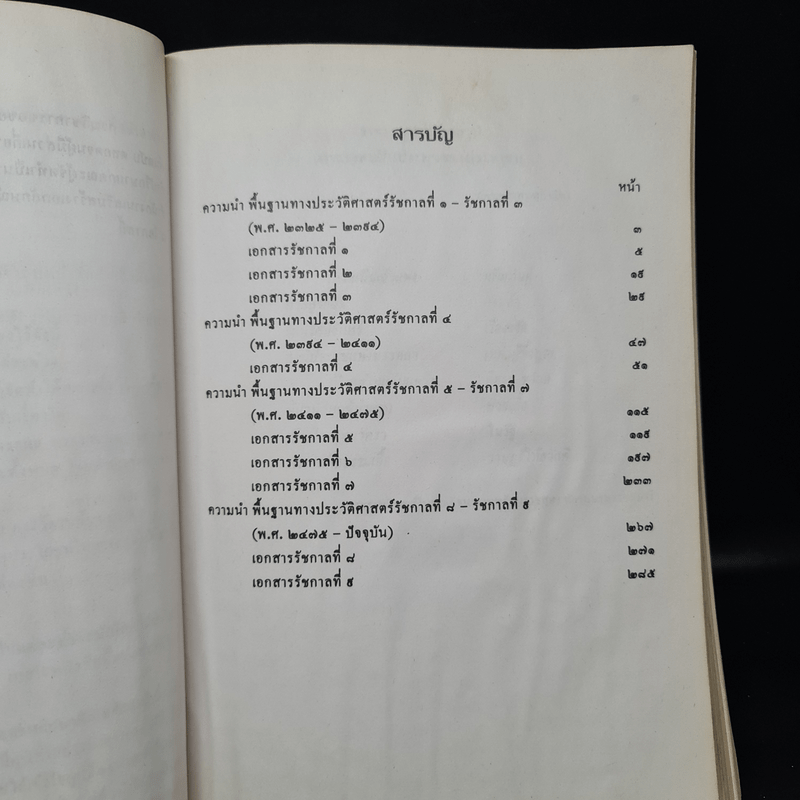 สารบัญ
หน้า
ความนำ พื้นฐานทางประวัติศาสตร์รัชกาลที่ ๑ – รัชกาลที่ ๓
(พ.ศ. ๒๓๒๕ – ๒๓๙๔) ๓
เอกสารรัชกาลที่ ๑ ๕
เอกสารรัชกาลที่ ๒ ๑๙
เอกสารรัชกาลที่ ๓ ๒๙
ความนำ พื้นฐานทางประวัติศาสตร์รัชกาลที่ ๔
(พ.ศ. ๒๓๙๔ – ๒๔๑๑) ๔๗
เอกสารรัชกาลที่ ๔ ๕๑
ความนำ พื้นฐานทางประวัติศาสตร์รัชกาลที่ ๕ – รัชกาลที่ ๗
(พ.ศ. ๒๔๑๑ – ๒๔๗๕) ๑๑๕
เอกสารรัชกาลที่ ๕ ๑๑๙
เอกสารรัชกาลที่ ๖ ๑๙๗
เอกสารรัชกาลที่ ๗ ๒๓๓
ความนำ พื้นฐานทางประวัติศาสตร์รัชกาลที่ ๘ – รัชกาลที่ ๙
(พ.ศ. ๒๔๗๕ – ปัจจุบัน) ๒๖๗
เอกสารรัชกาลที่ ๘ ๒๗๑
เอกสารรัชกาลที่ ๙ ๒๘๕